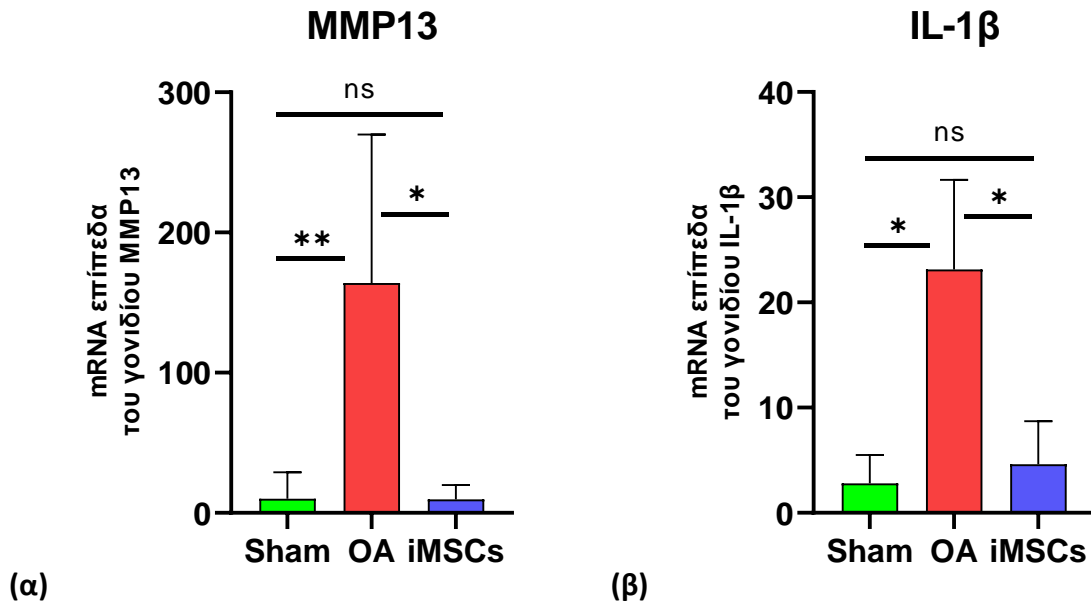 MMP13
300
200
100
0
mRNA επίπεδα
του γονιδίου MMP13
ns
**
*
Sham OA iMSCs
(α)
IL-1β
40
30
20
10
0
mRNA επίπεδα
του γονιδίου IL-1β
ns
*
*
Sham OA iMSCs
(β)